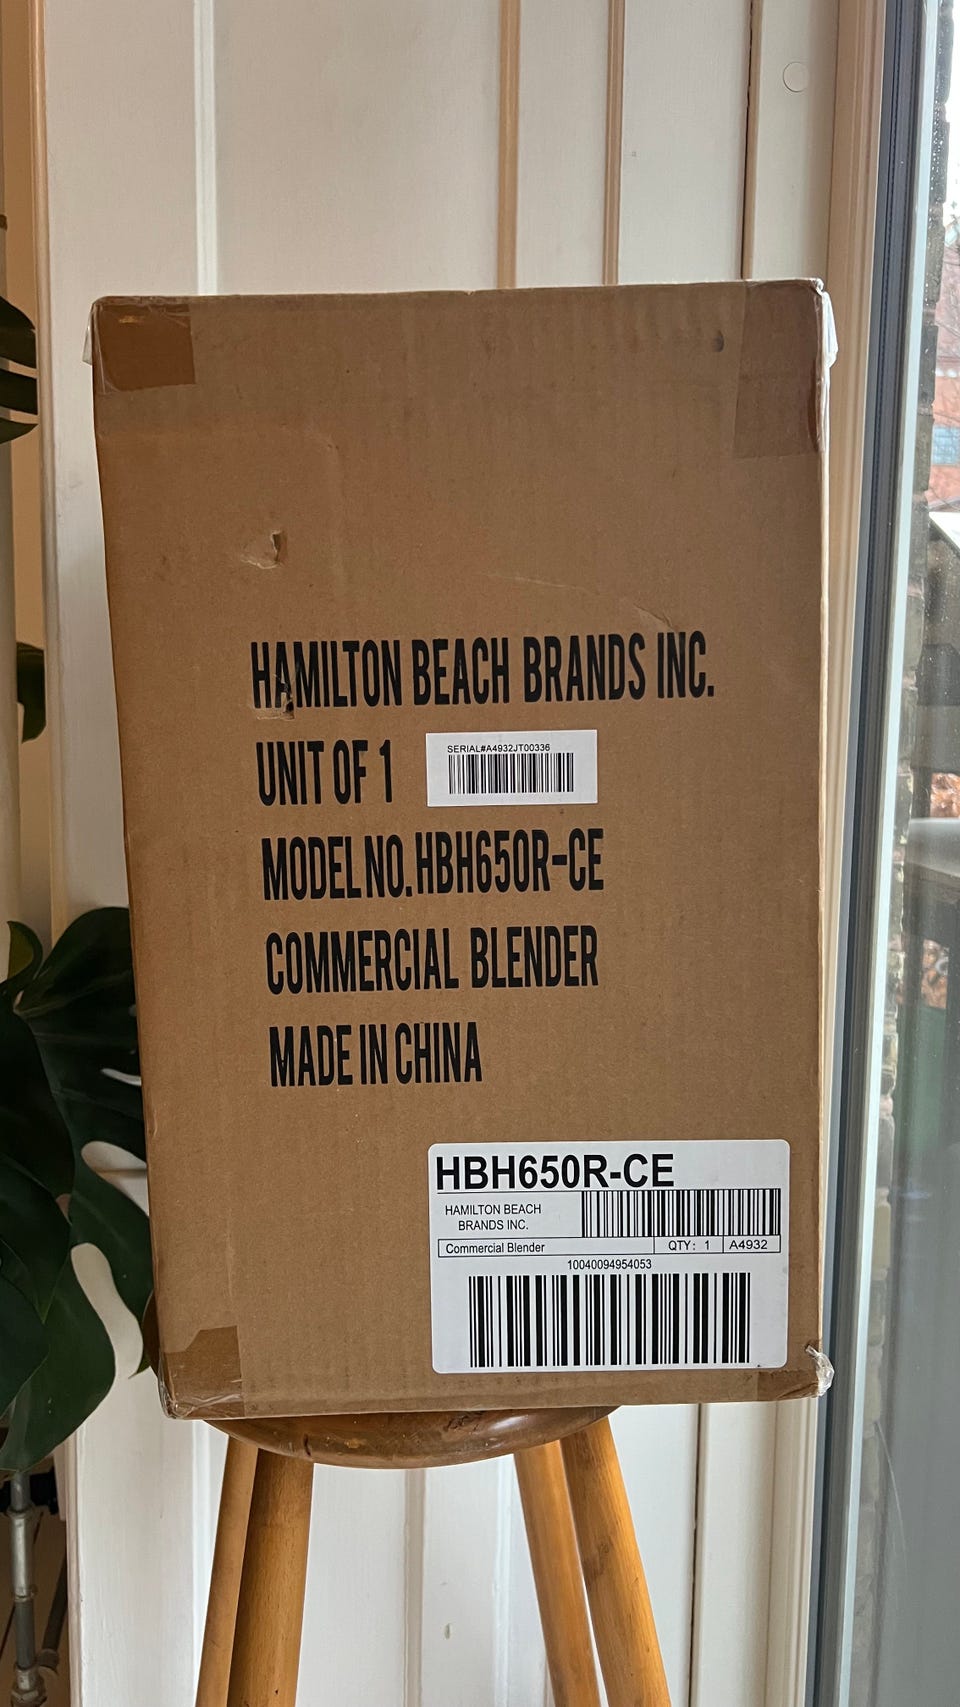 HAMILTON BEACH BRANDS INC.
UNIT OF 1
SERIAL#A4932JT00336
MODEL NO. HBH650R-CE
COMMERCIAL BLENDER
MADE IN CHINA
HBH650R-CE
HAMILTON BEACH
BRANDS INC.
Commercial Blender QTY: 1 A4932
10040094954053